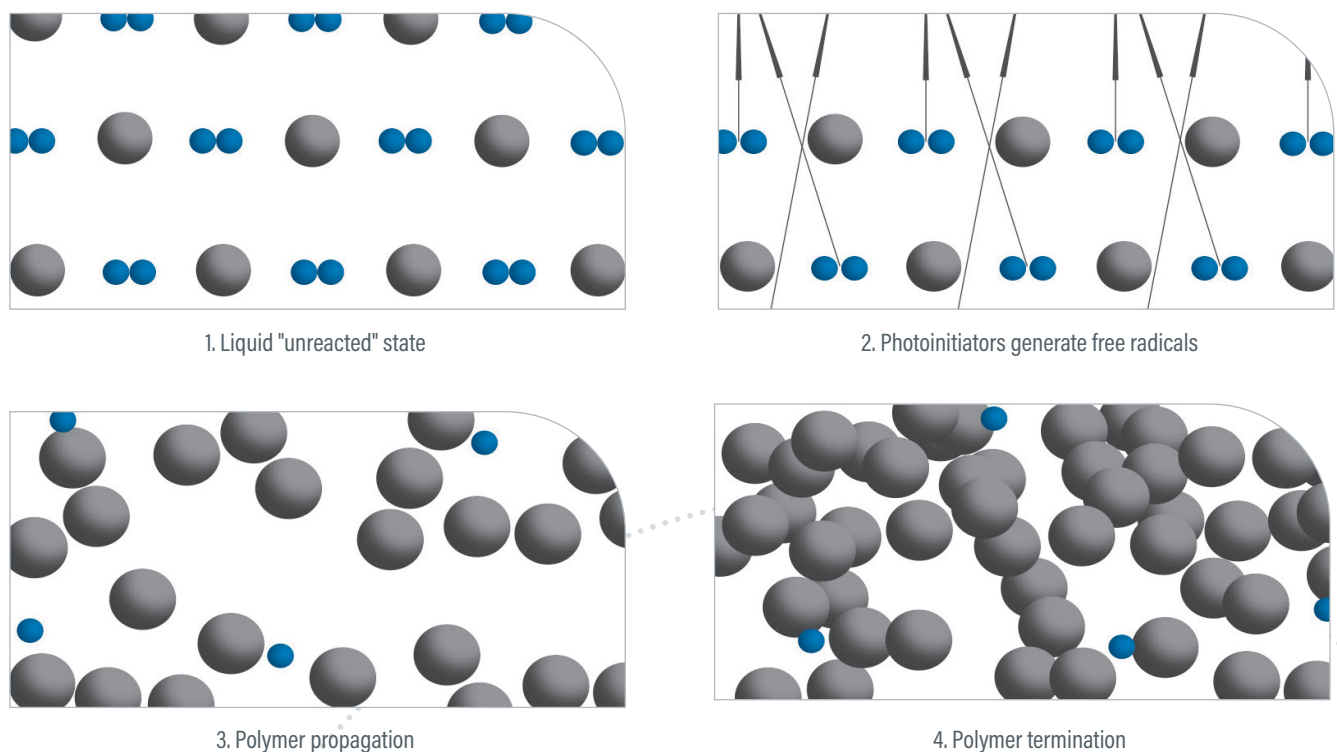 1. Liquid "unreacted" state
2. Photoinitiators generate free radicals
3. Polymer propagation
4. Polymer termination